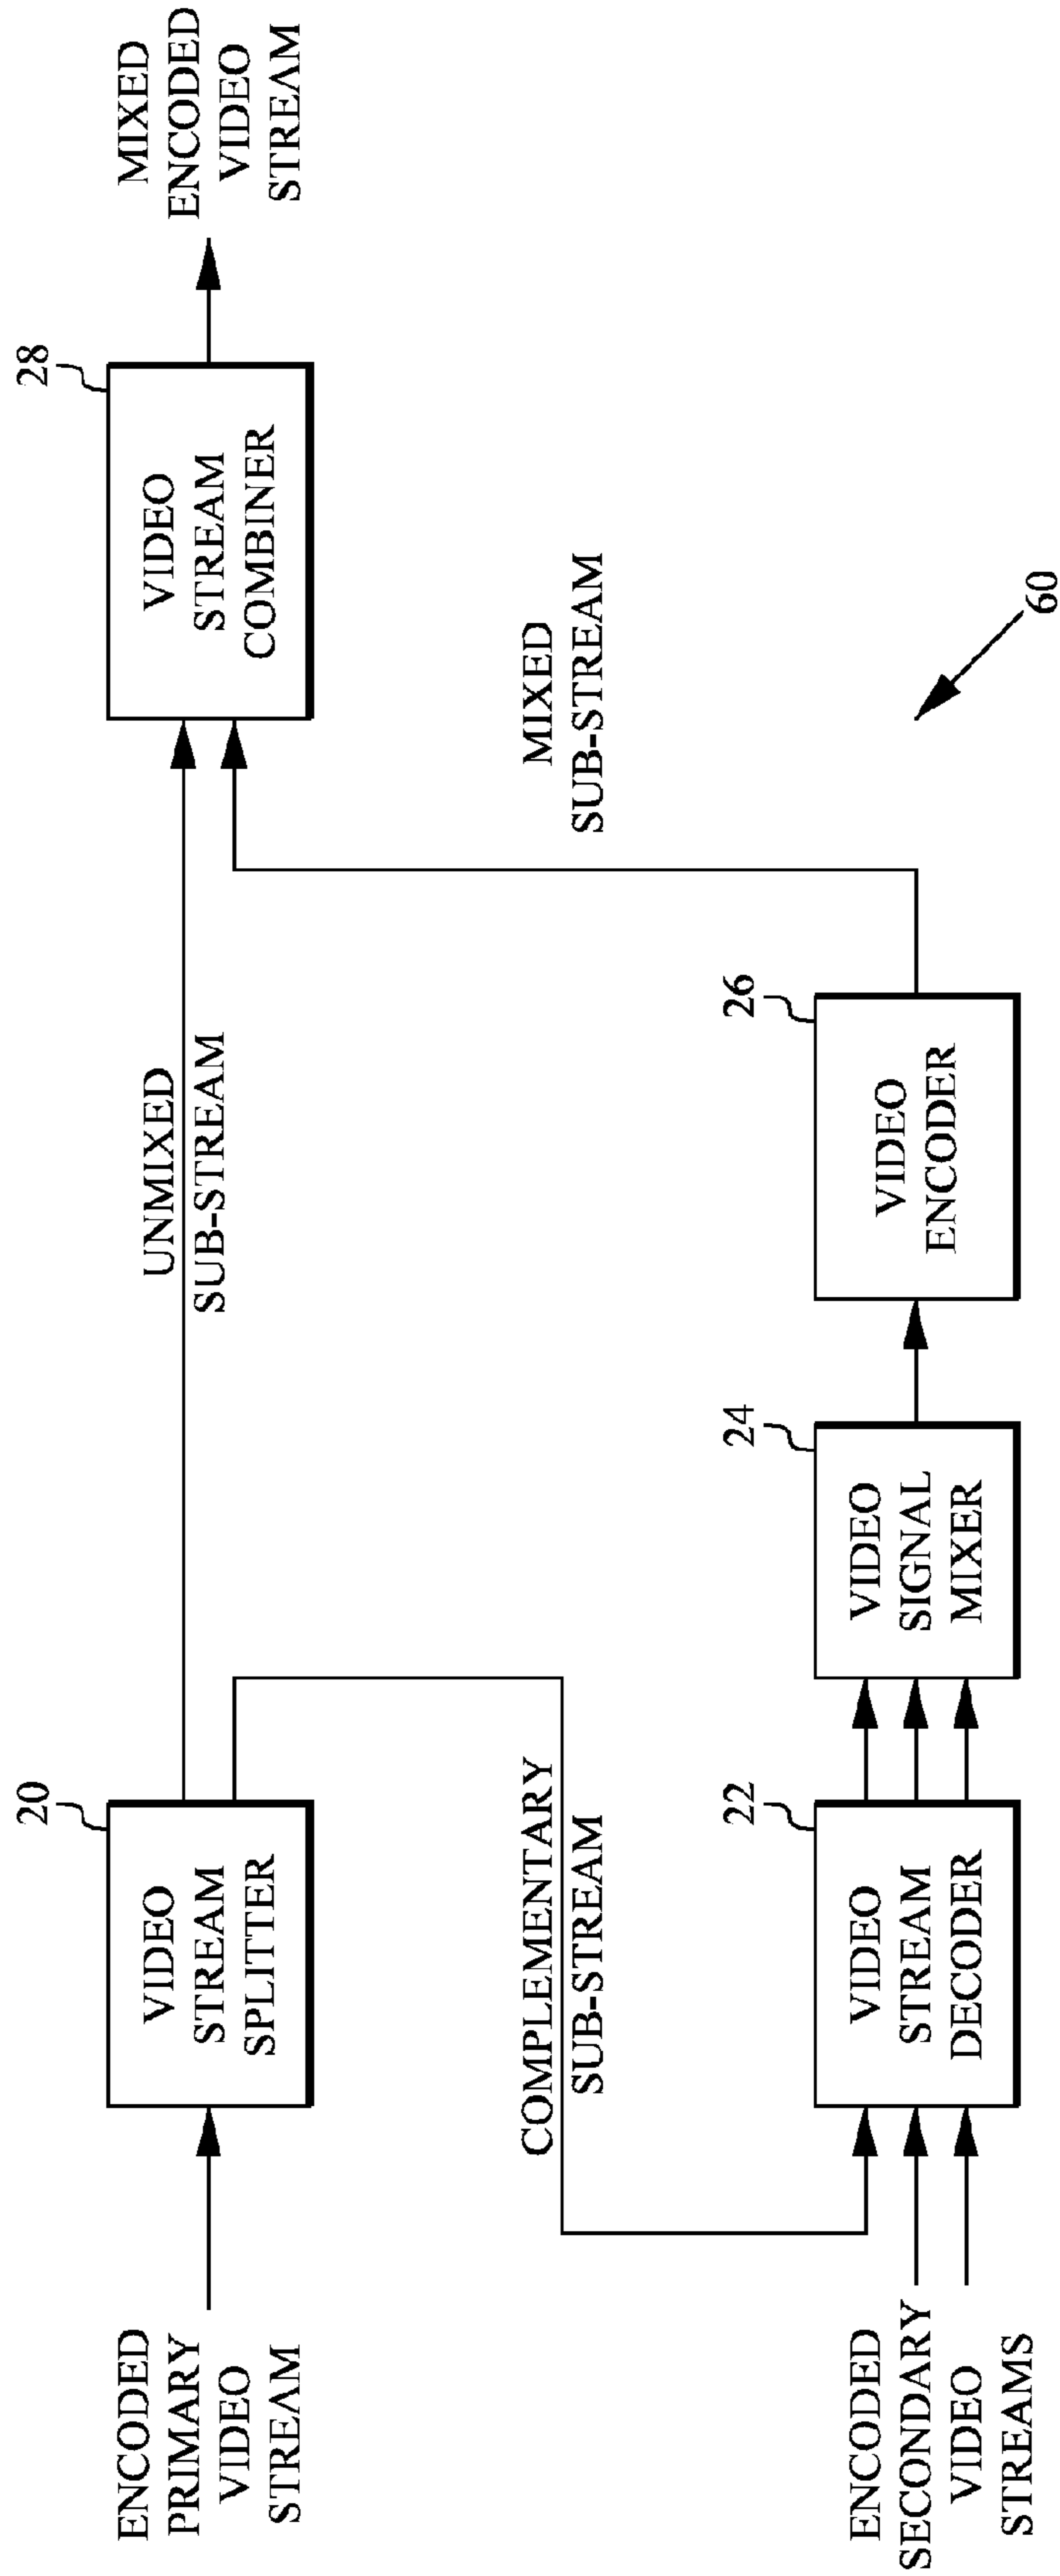 ENCODED
PRIMARY
VIDEO
STREAM
20
VIDEO
STREAM
SPLITTER
UNMIXED
SUB-STREAM
28
VIDEO
STREAM
COMBINER
MIXED
ENCODED
VIDEO
STREAM
COMPLEMENTARY
SUB-STREAM
MIXED
SUB-STREAM
ENCODED
SECONDARY
VIDEO
STREAMS
22
VIDEO
STREAM
DECODER
24
VIDEO
SIGNAL
MIXER
26
VIDEO
ENCODER
60